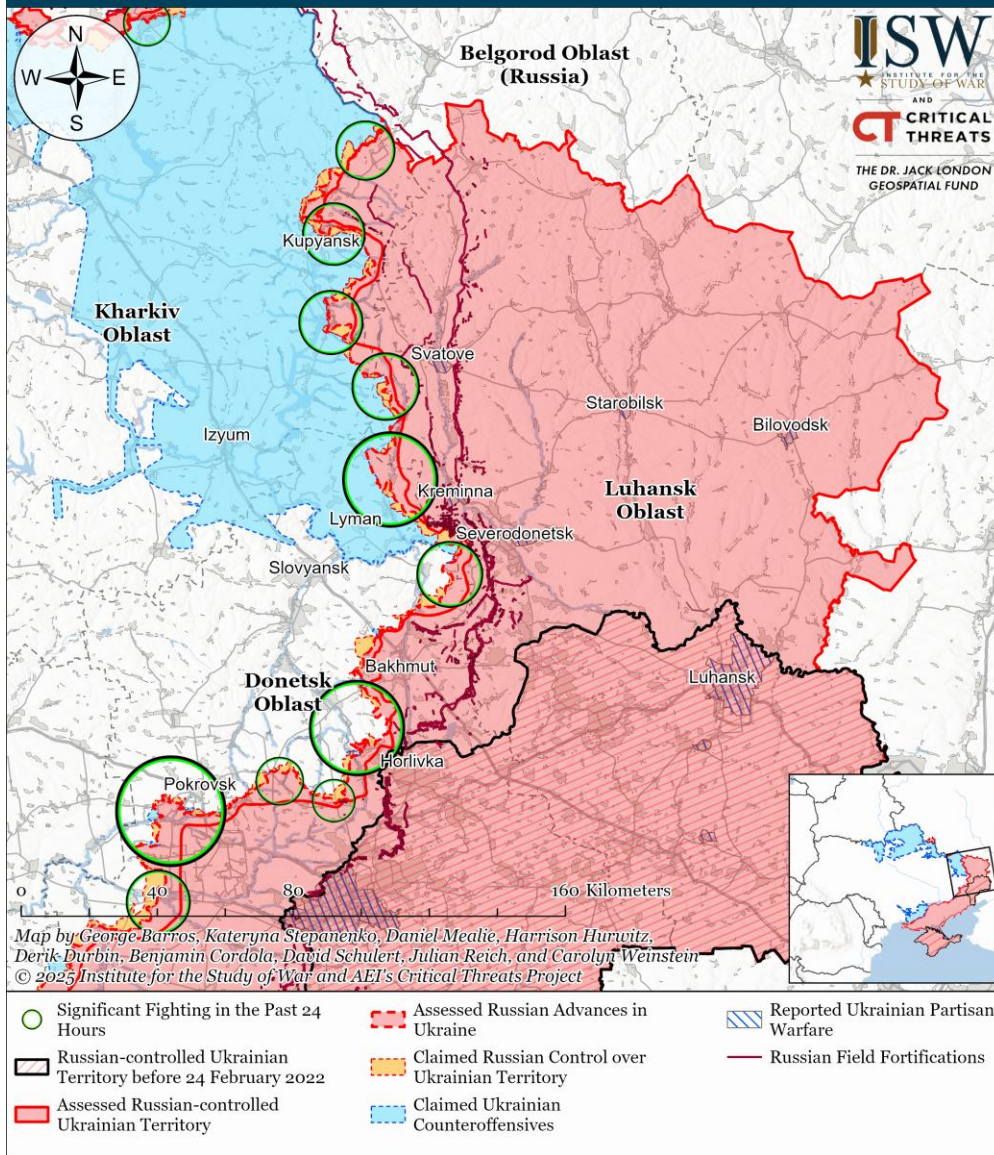 N
W E
S
Belgorod Oblast
(Russia)
ISW
INSTITUTE FOR THE
STUDY OF WAR
AND
CT CRITICAL
THREATS
THE DR. JACK LONDON
GEOSPATIAL FUND
Kupyansk
Kharkiv
Oblast
Svatove
Starobilsk
Bilovodsk
Izyum
Kreminna
Luhansk
Oblast
Lyman
Severodonetsk
Slovyansk
Bakhmut
Luhansk
Donetsk
Oblast
Horlivka
Pokrovsk
0 40 80 160 Kilometers
Map by George Barros, Kateryna Stepanenko, Daniel Mealie, Harrison Hurwitz,
Derik Durbin, Benjamin Cordola, David Schulert, Julian Reich, and Carolyn Weinstein
© 2025 Institute for the Study of War and AEI's Critical Threats Project
Significant Fighting in the Past 24
Hours
Russian-controlled Ukrainian
Territory before 24 February 2022
Assessed Russian-controlled
Ukrainian Territory
Assessed Russian Advances in
Ukraine
Claimed Russian Control over
Ukrainian Territory
Claimed Ukrainian
Counteroffensives
Reported Ukrainian Partisan
Warfare
Russian Field Fortifications